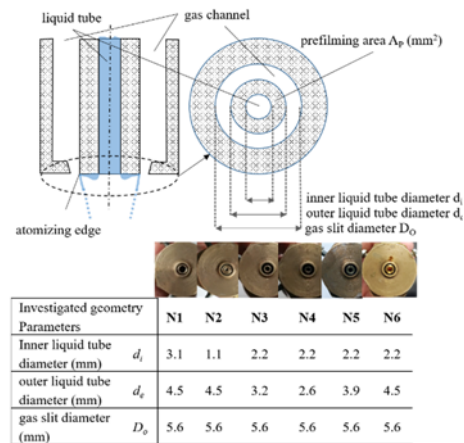 liquid tube
gas channel
prefilming area Aₚ (mm²)
inner liquid tube diameter dᵢ
outer liquid tube diameter dᵢ
gas slit diameter D_O
atomizing edge
Investigated geometry Parameters N1 N2 N3 N4 N5 N6
Inner liquid tube diameter (mm) dᵢ 3.1 1.1 2.2 2.2 2.2 2.2
outer liquid tube diameter (mm) dₑ 4.5 4.5 3.2 2.6 3.9 4.5
gas slit diameter (mm) Dₒ 5.6 5.6 5.6 5.6 5.6 5.6